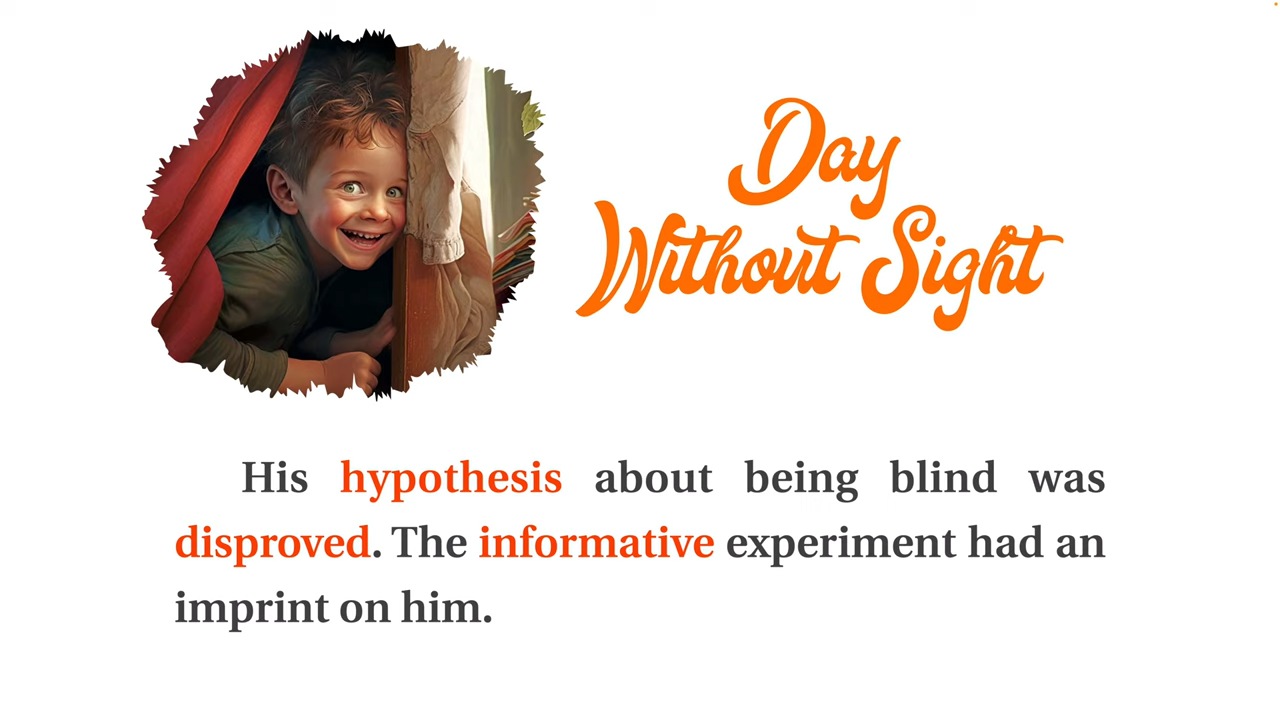 Day
Without Sight
His hypothesis about being blind was
disproved. The informative experiment had an
imprint on him.